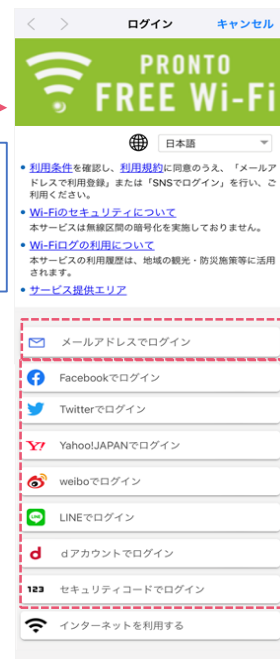 ログイン キャンセル
PRONTO
FREE Wi-Fi
日本語
• 利用条件を確認し、利用規約に同意のうえ、「メールア
ドレスで利用登録」または「SNSでログイン」を行い、ご
利用ください。
• Wi-Fiのセキュリティについて
本サービスは無線区間の暗号化を実施しておりません。
• Wi-Fiログの利用について
本サービスの利用履歴は、地域の観光・防災施策等に活用
されます。
• サービス提供エリア
メールアドレスでログイン
Facebookでログイン
Twitterでログイン
Y! Yahoo!JAPANでログイン
weiboでログイン
LINE LINEでログイン
d dアカウントでログイン
123 セキュリティコードでログイン
インターネットを利用する